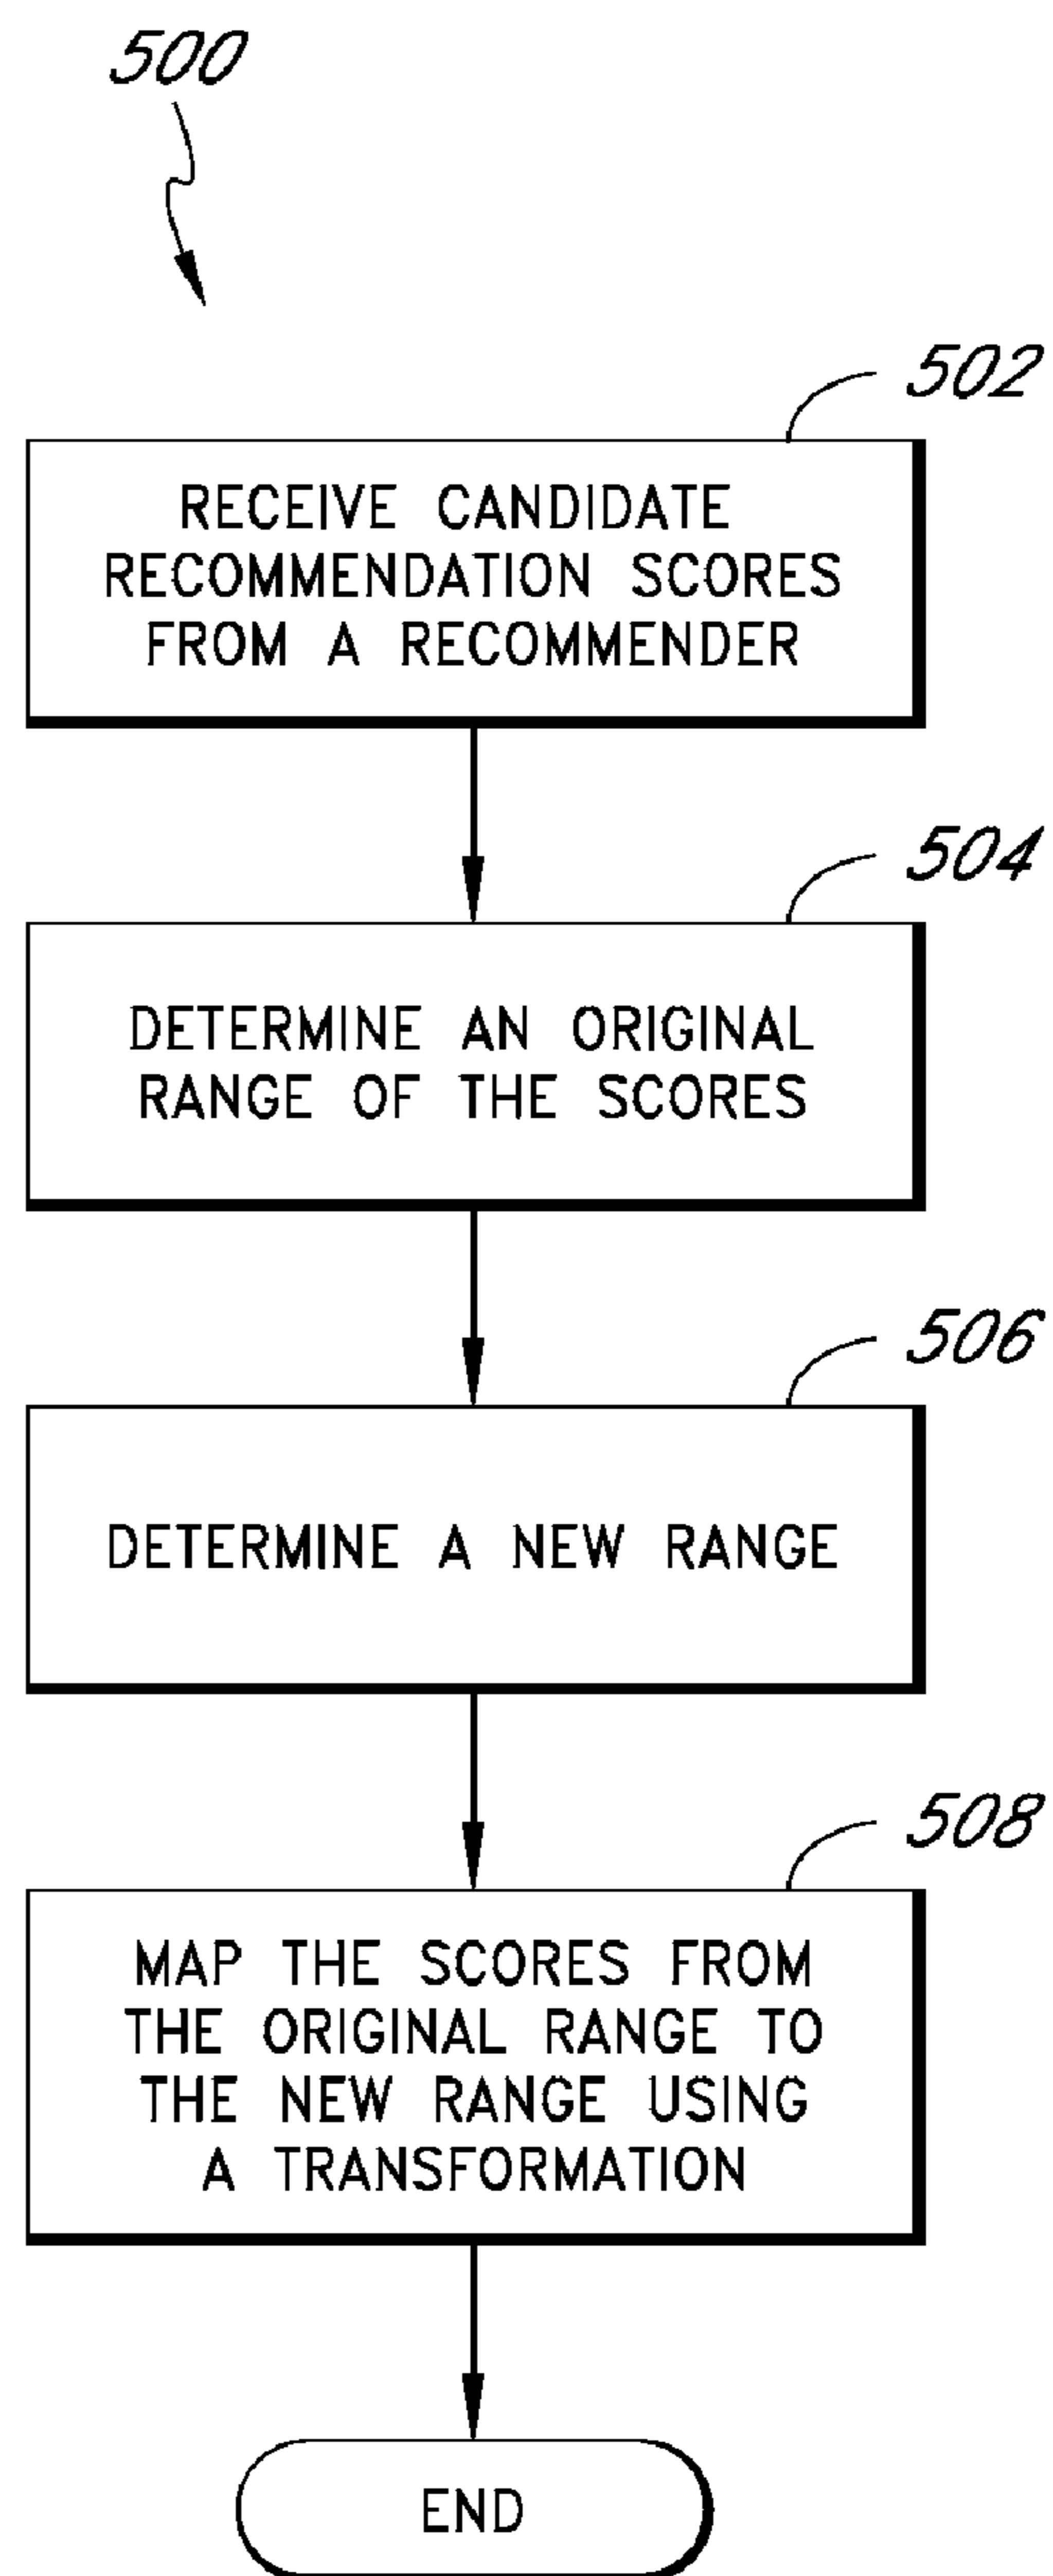 500
502
RECEIVE CANDIDATE
RECOMMENDATION SCORES
FROM A RECOMMENDER
504
DETERMINE AN ORIGINAL
RANGE OF THE SCORES
506
DETERMINE A NEW RANGE
508
MAP THE SCORES FROM
THE ORIGINAL RANGE TO
THE NEW RANGE USING
A TRANSFORMATION
END